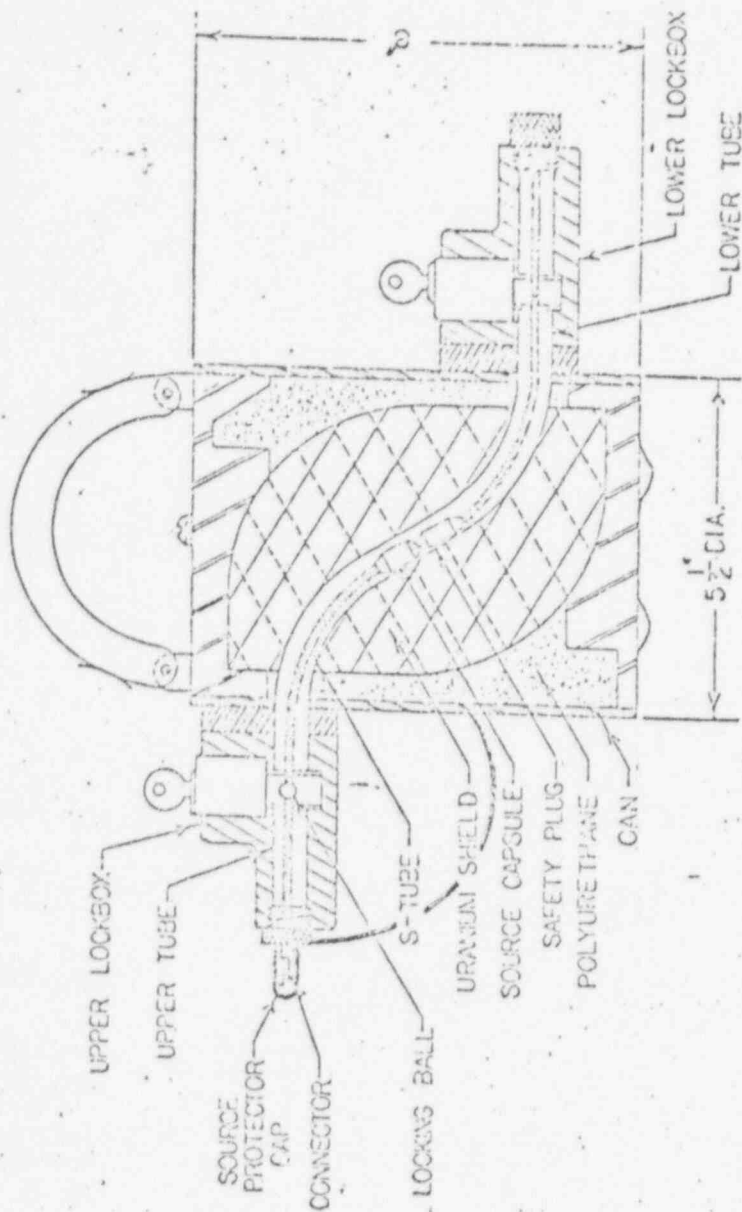 UPPER LOCKBOX
UPPER TUBE
SOURCE
PROTECTOR
CAP
CONNECTOR
LOCKING BALL
S-TUBE
URANIUM SHIELD
SOURCE CAPSULE
SAFETY PLUG
POLYURETHANE
CAN
5 1/2" DIA.
LOWER LOCKBOX
LOWER TUBE